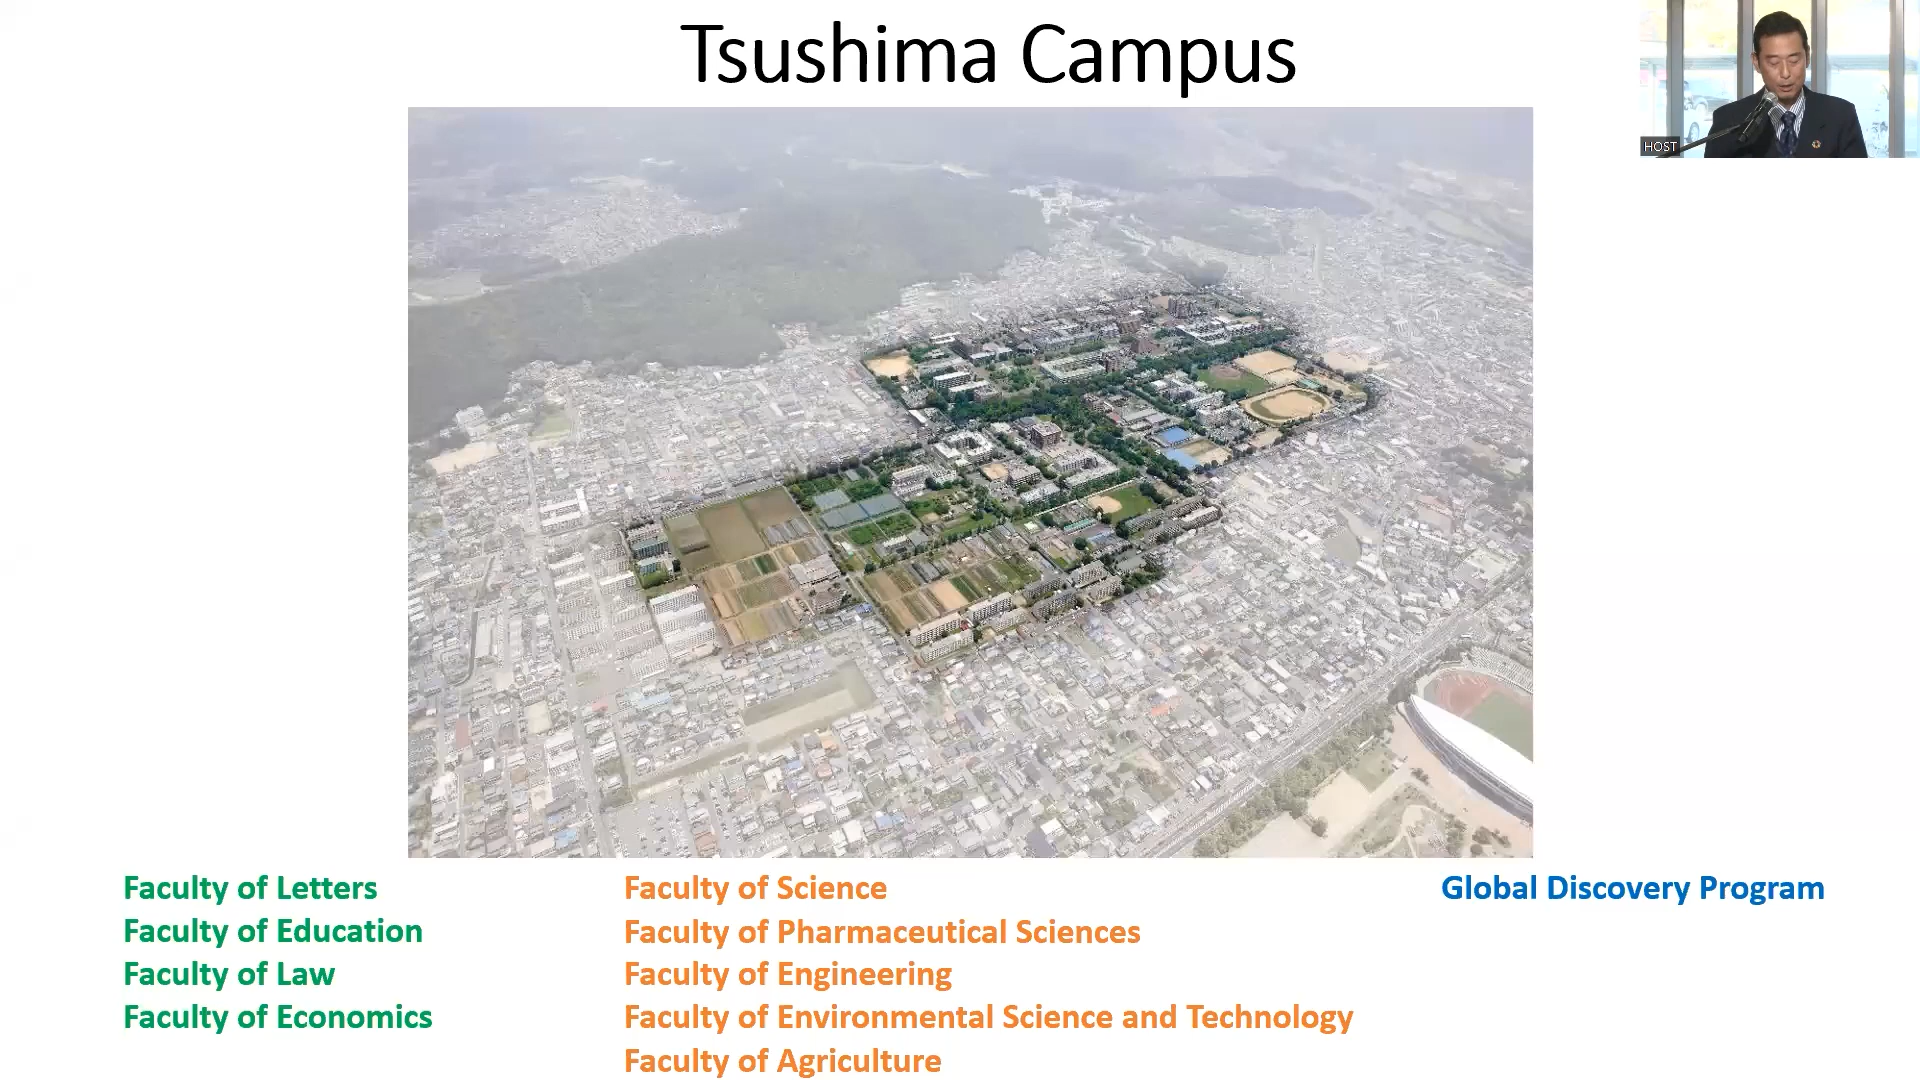 Tsushima Campus
HOST
Faculty of Letters
Faculty of Education
Faculty of Law
Faculty of Economics
Faculty of Science
Faculty of Pharmaceutical Sciences
Faculty of Engineering
Faculty of Environmental Science and Technology
Faculty of Agriculture
Global Discovery Program